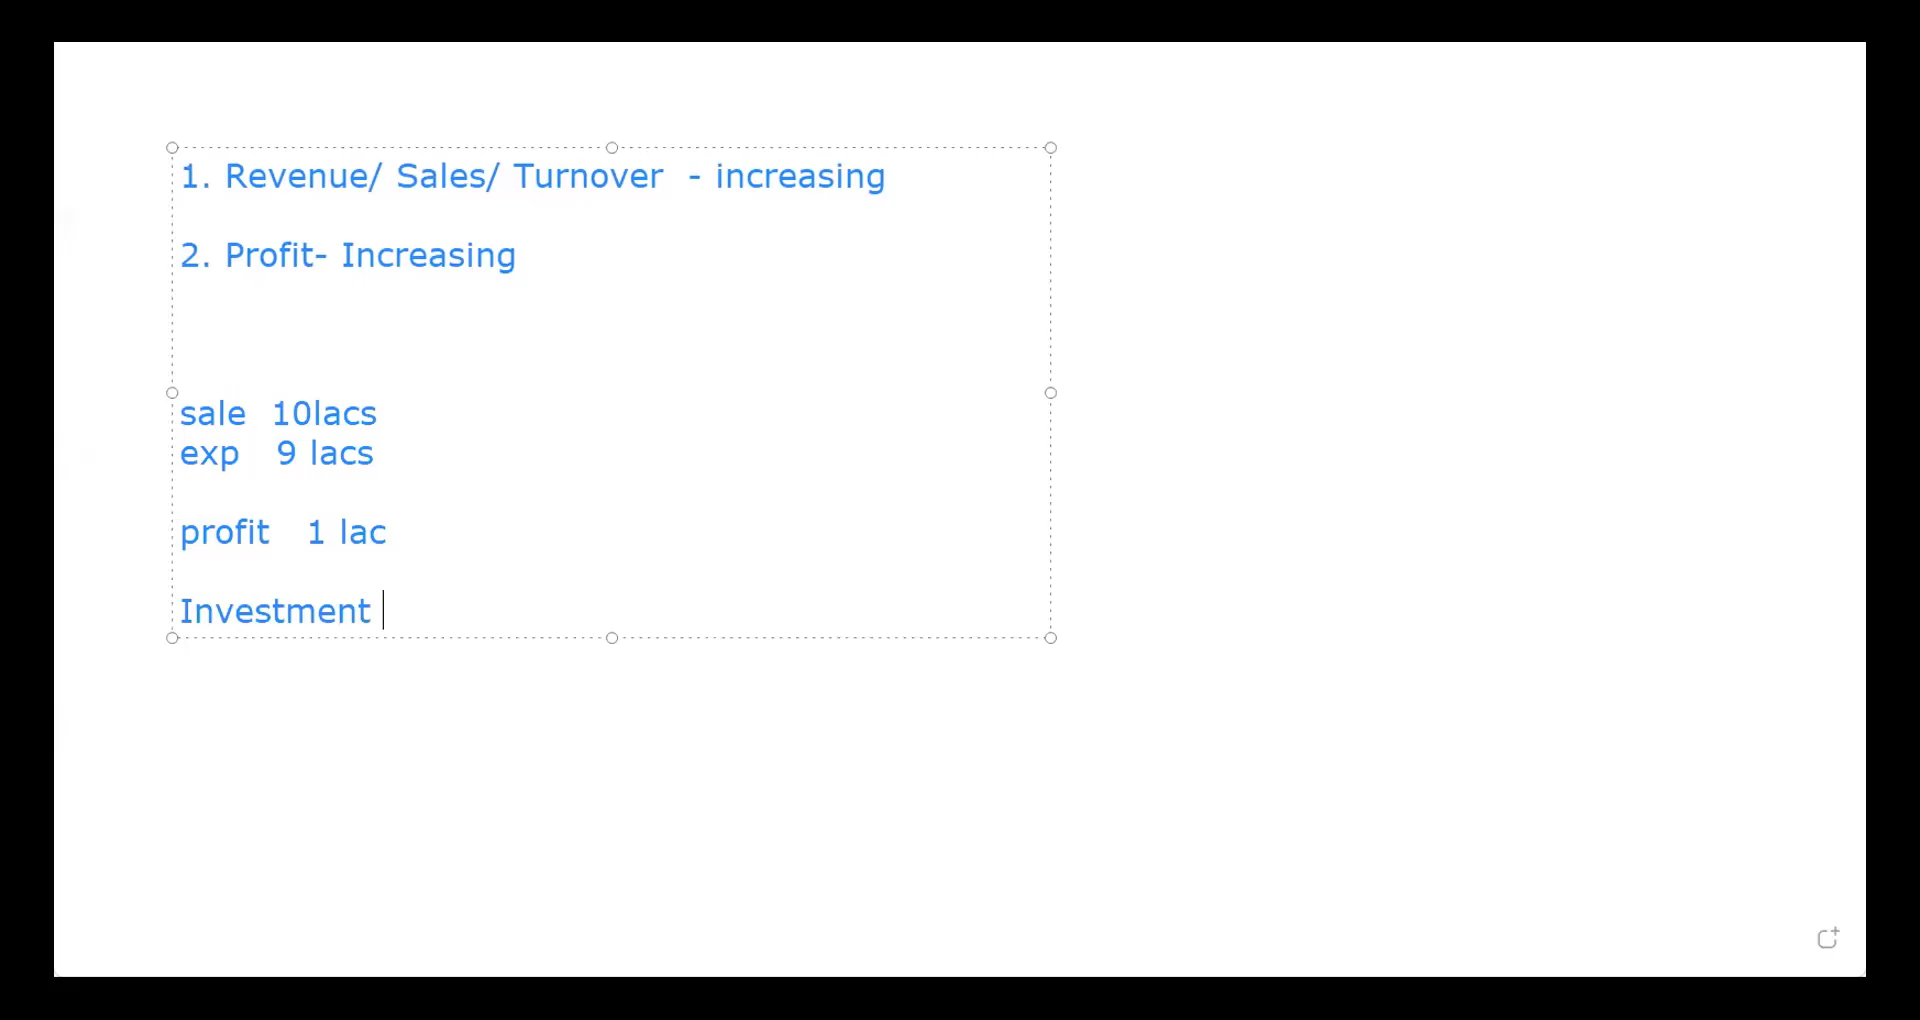 1. Revenue/ Sales/ Turnover  - increasing
2. Profit- Increasing
sale  10lacs
exp   9 lacs
profit   1 lac
Investment